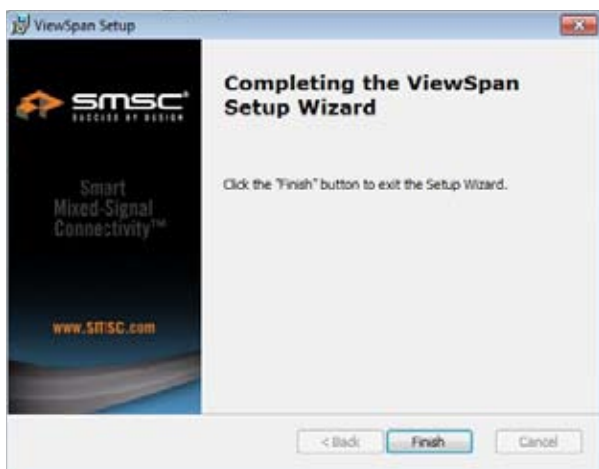 ViewSpan Setup
smsc
SUCCESS BY DESIGN
Completing the ViewSpan
Setup Wizard
Click the "Finish" button to exit the Setup Wizard.
Smart
Mixed-Signal
Connectivity™
www.SMSC.com
< Back
Finish
Cancel